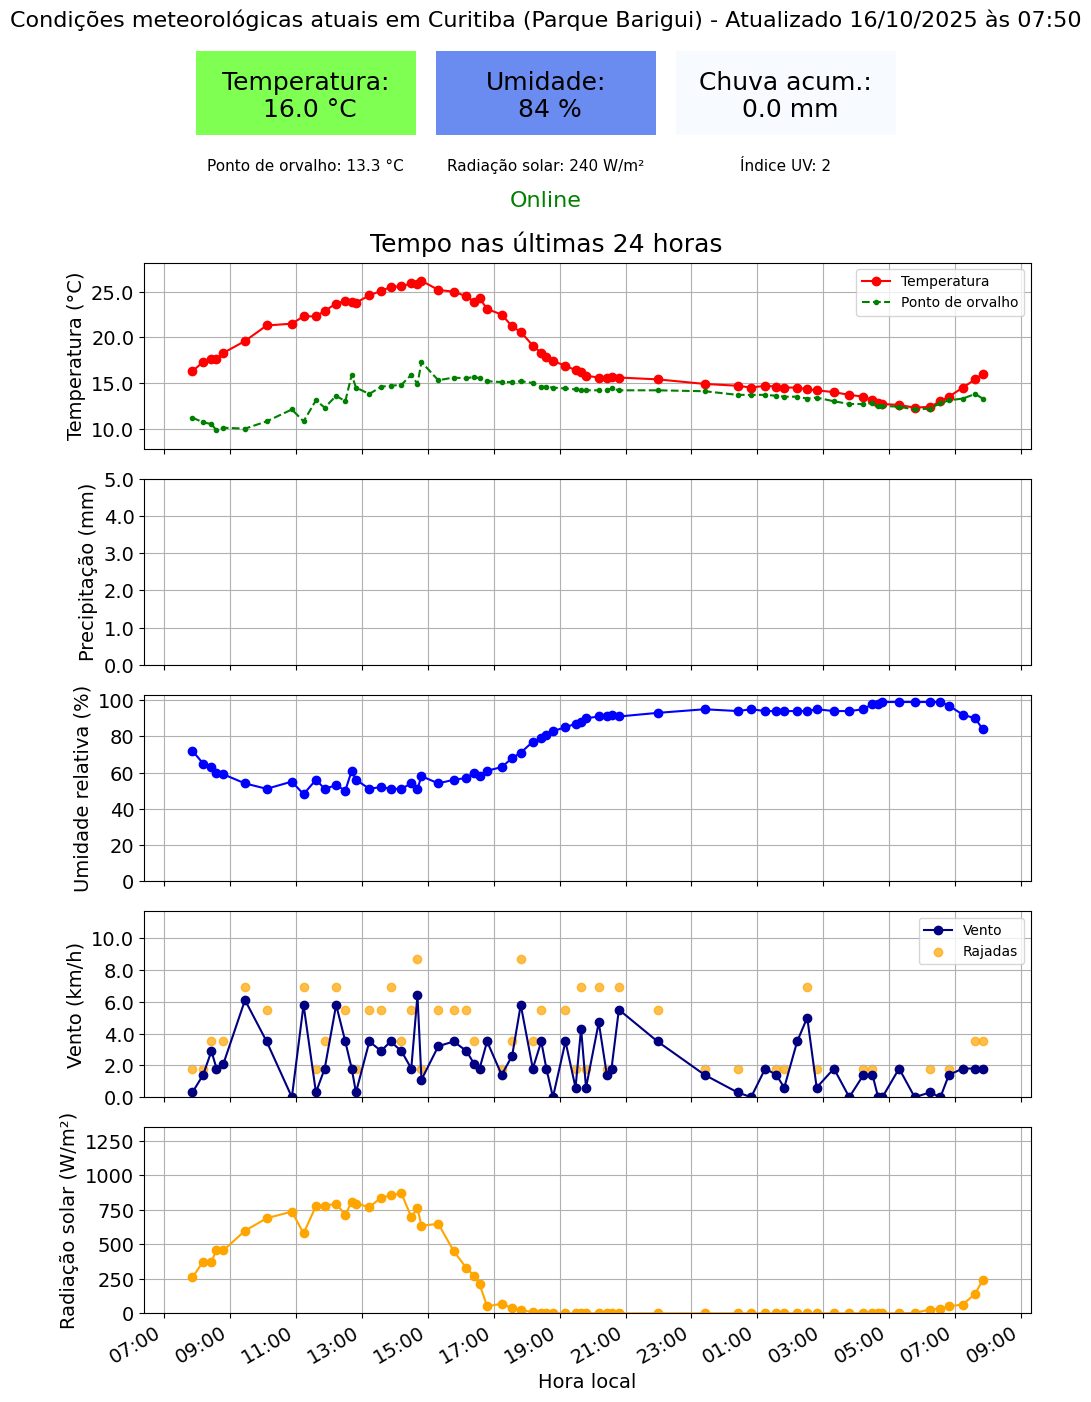 Condições meteorológicas atuais em Curitiba (Parque Barigui) - Atualizado 16/10/2025 às 07:50
Temperatura:
16.0 °C
Umidade:
84 %
Chuva acum.:
0.0 mm
Ponto de orvalho: 13.3 °C
Radiação solar: 240 W/m²
Índice UV: 2
Online
Tempo nas últimas 24 horas
Temperatura (°C)
25.0
20.0
15.0
10.0
Temperatura
Ponto de orvalho
Precipitação (mm)
5.0
4.0
3.0
2.0
1.0
0.0
Umidade relativa (%)
100
80
60
40
20
0
Vento (km/h)
10.0
8.0
6.0
4.0
2.0
0.0
Vento
Rajadas
Radiação solar (W/m²)
1250
1000
750
500
250
0
07:00
09:00
11:00
13:00
15:00
17:00
19:00
21:00
23:00
01:00
03:00
05:00
07:00
09:00
Hora local